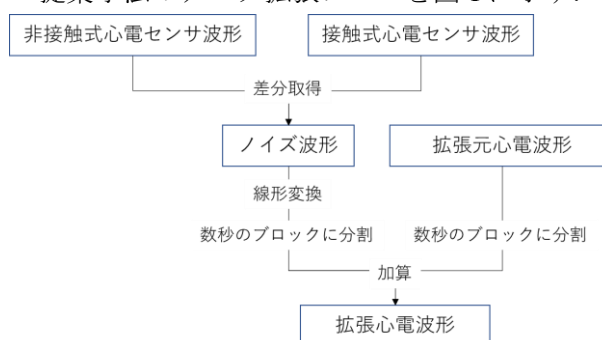 非接触式心電センサ波形
接触式心電センサ波形
差分取得
ノイズ波形
拡張元心電波形
線形変換
数秒のブロックに分割
数秒のブロックに分割
加算
拡張心電波形